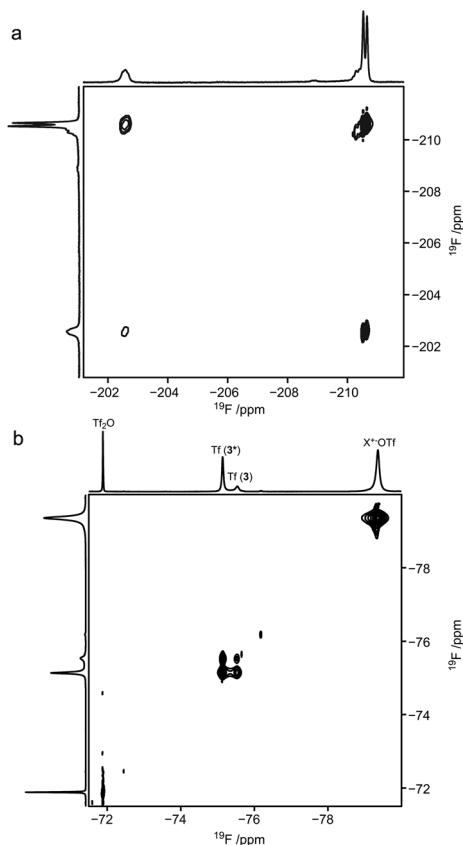 a
−210
−208
−206
−204
−202
¹⁹F /ppm
−202 −204 −206 −208 −210
¹⁹F /ppm
b
Tf₂O
Tf (3*)
Tf (3)
X⁺⁻OTf
−78
−76
−74
−72
¹⁹F /ppm
−72 −74 −76 −78
¹⁹F /ppm